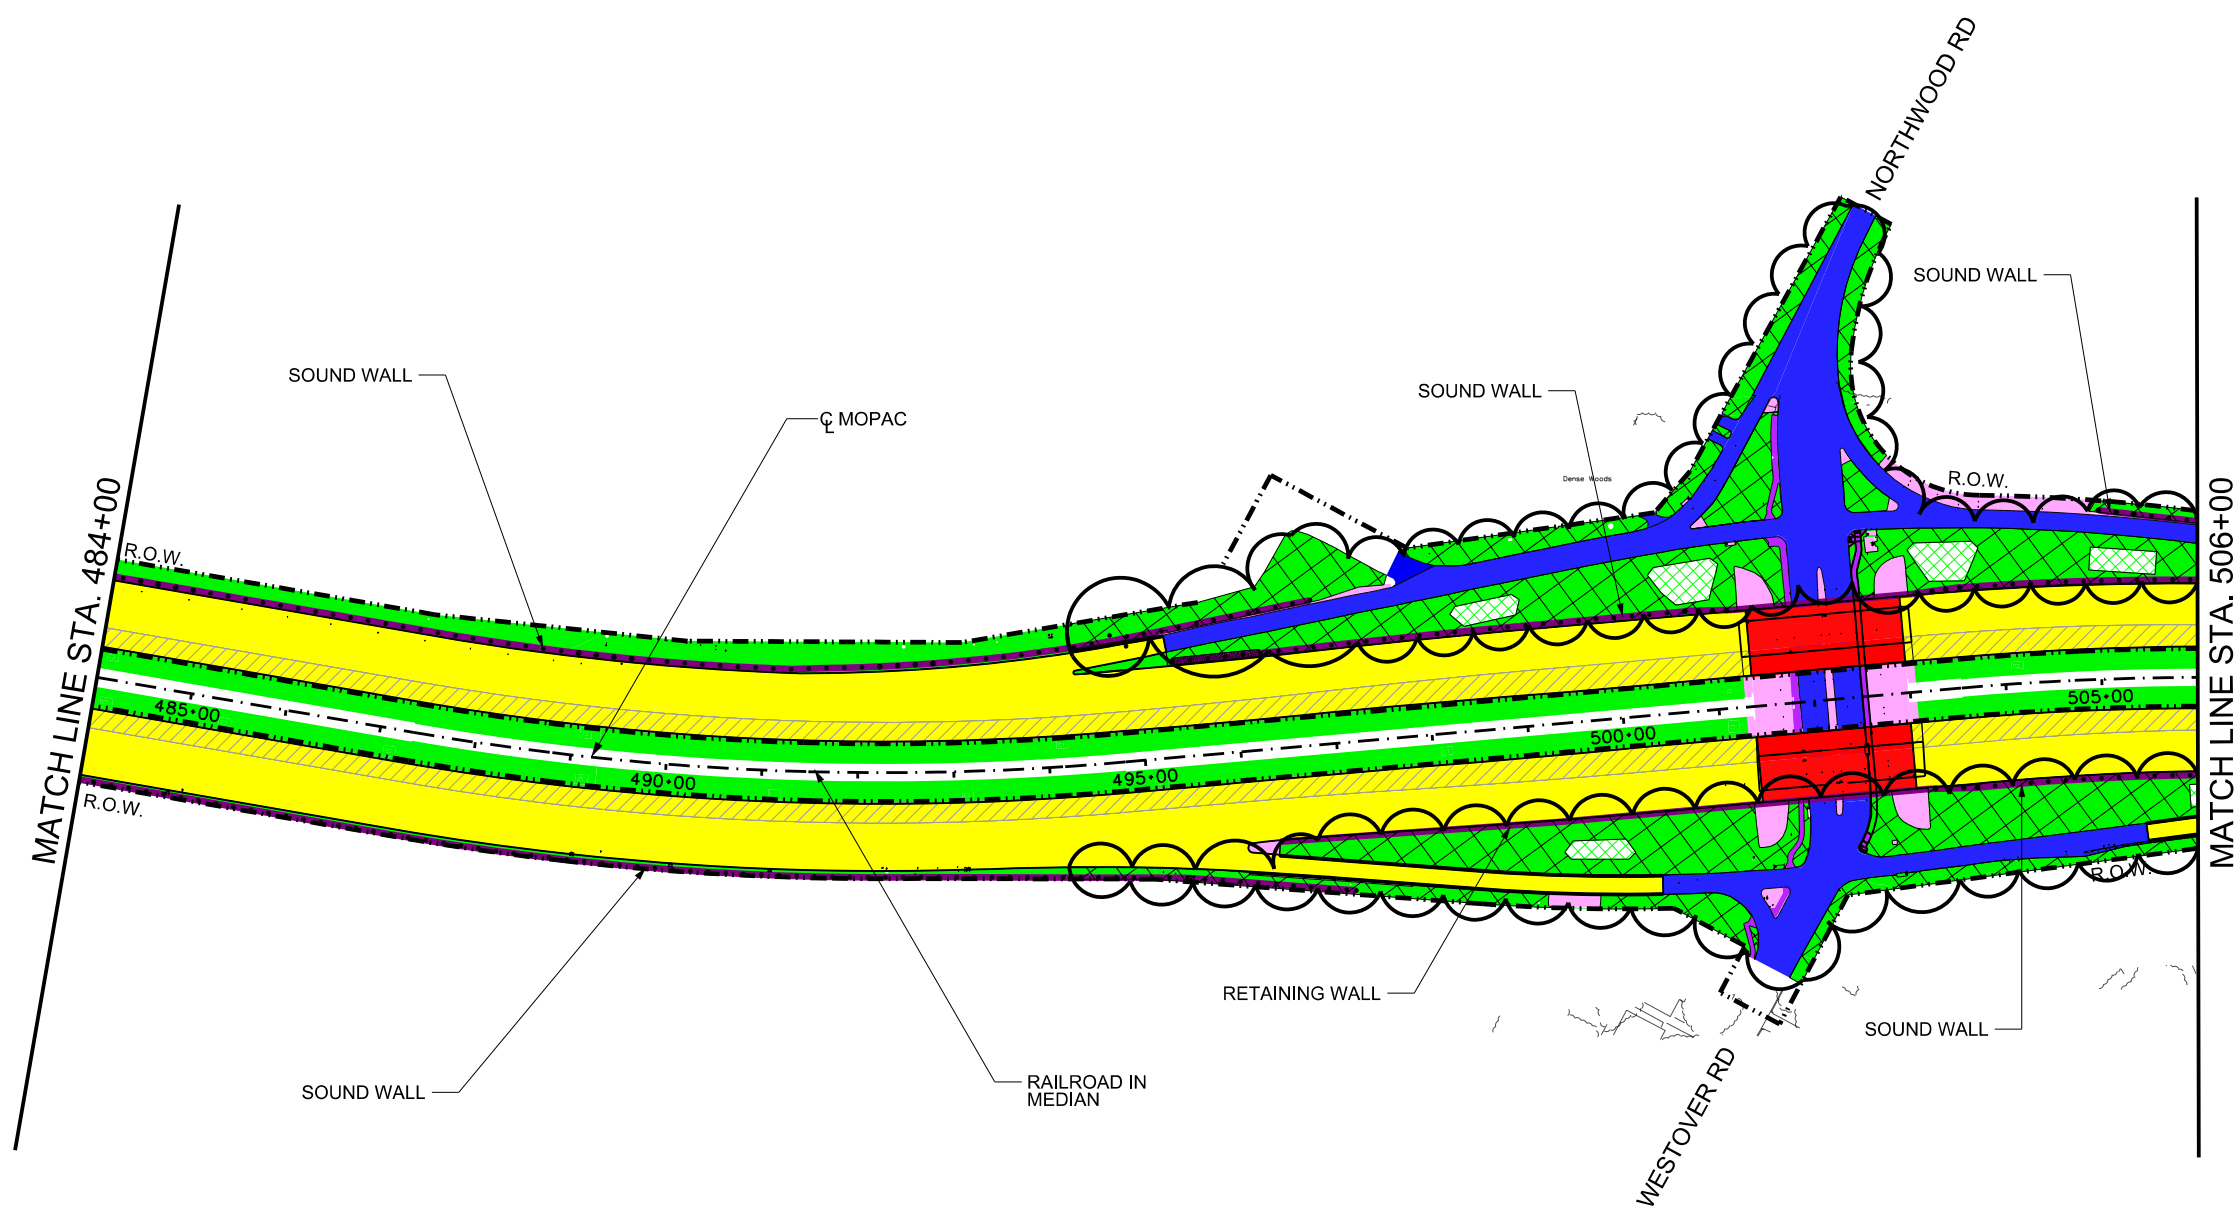 NORTHWOOD RD
SOUND WALL
SOUND WALL
SOUND WALL
℄ MOPAC
Dense Woods
R.O.W.
MATCH LINE STA. 484+00
MATCH LINE STA. 506+00
R.O.W.
485+00
490+00
495+00
500+00
505+00
R.O.W.
R.O.W.
RETAINING WALL
SOUND WALL
SOUND WALL
RAILROAD IN
MEDIAN
WESTOVER RD